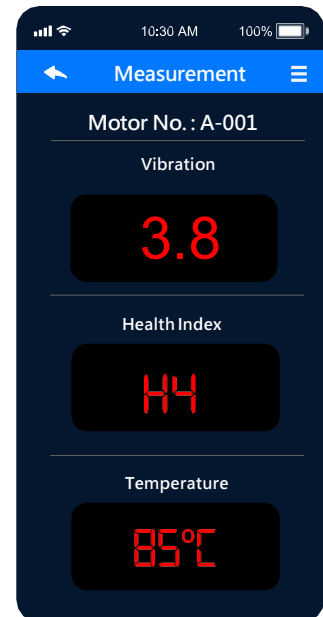 10:30 AM 100%
Measurement
Motor No. : A-001
Vibration
3.8
Health Index
H4
Temperature
85°C